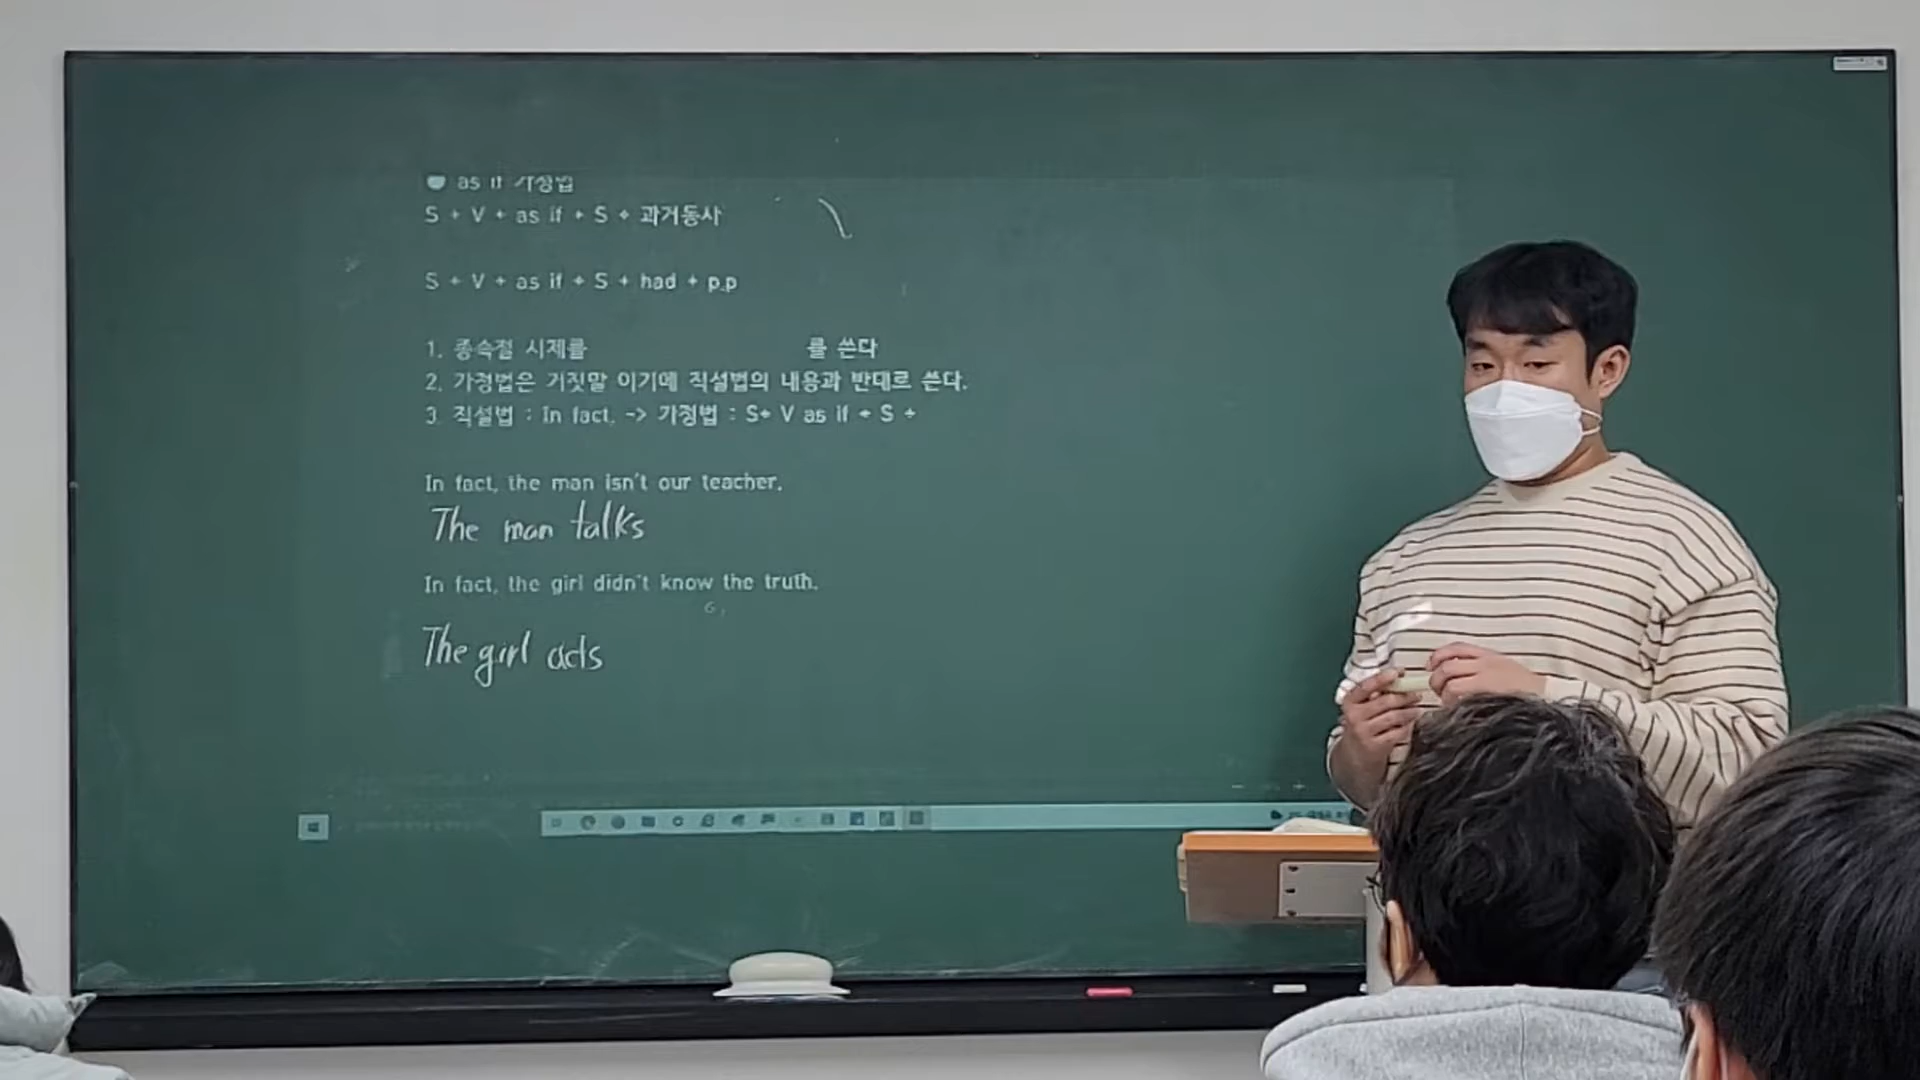 as if 가정법
S + V + as if + S + 과거동사
S + V + as if + S + had + p.p
1. 종속절 시제를 를 쓴다
2. 가정법은 거짓말 이기에 직설법의 내용과 반대로 쓴다.
3. 직설법 : In fact, -> 가정법 : S+ V as if + S +
In fact, the man isn't our teacher.
The man talks
In fact, the girl didn't know the truth.
The girl acts